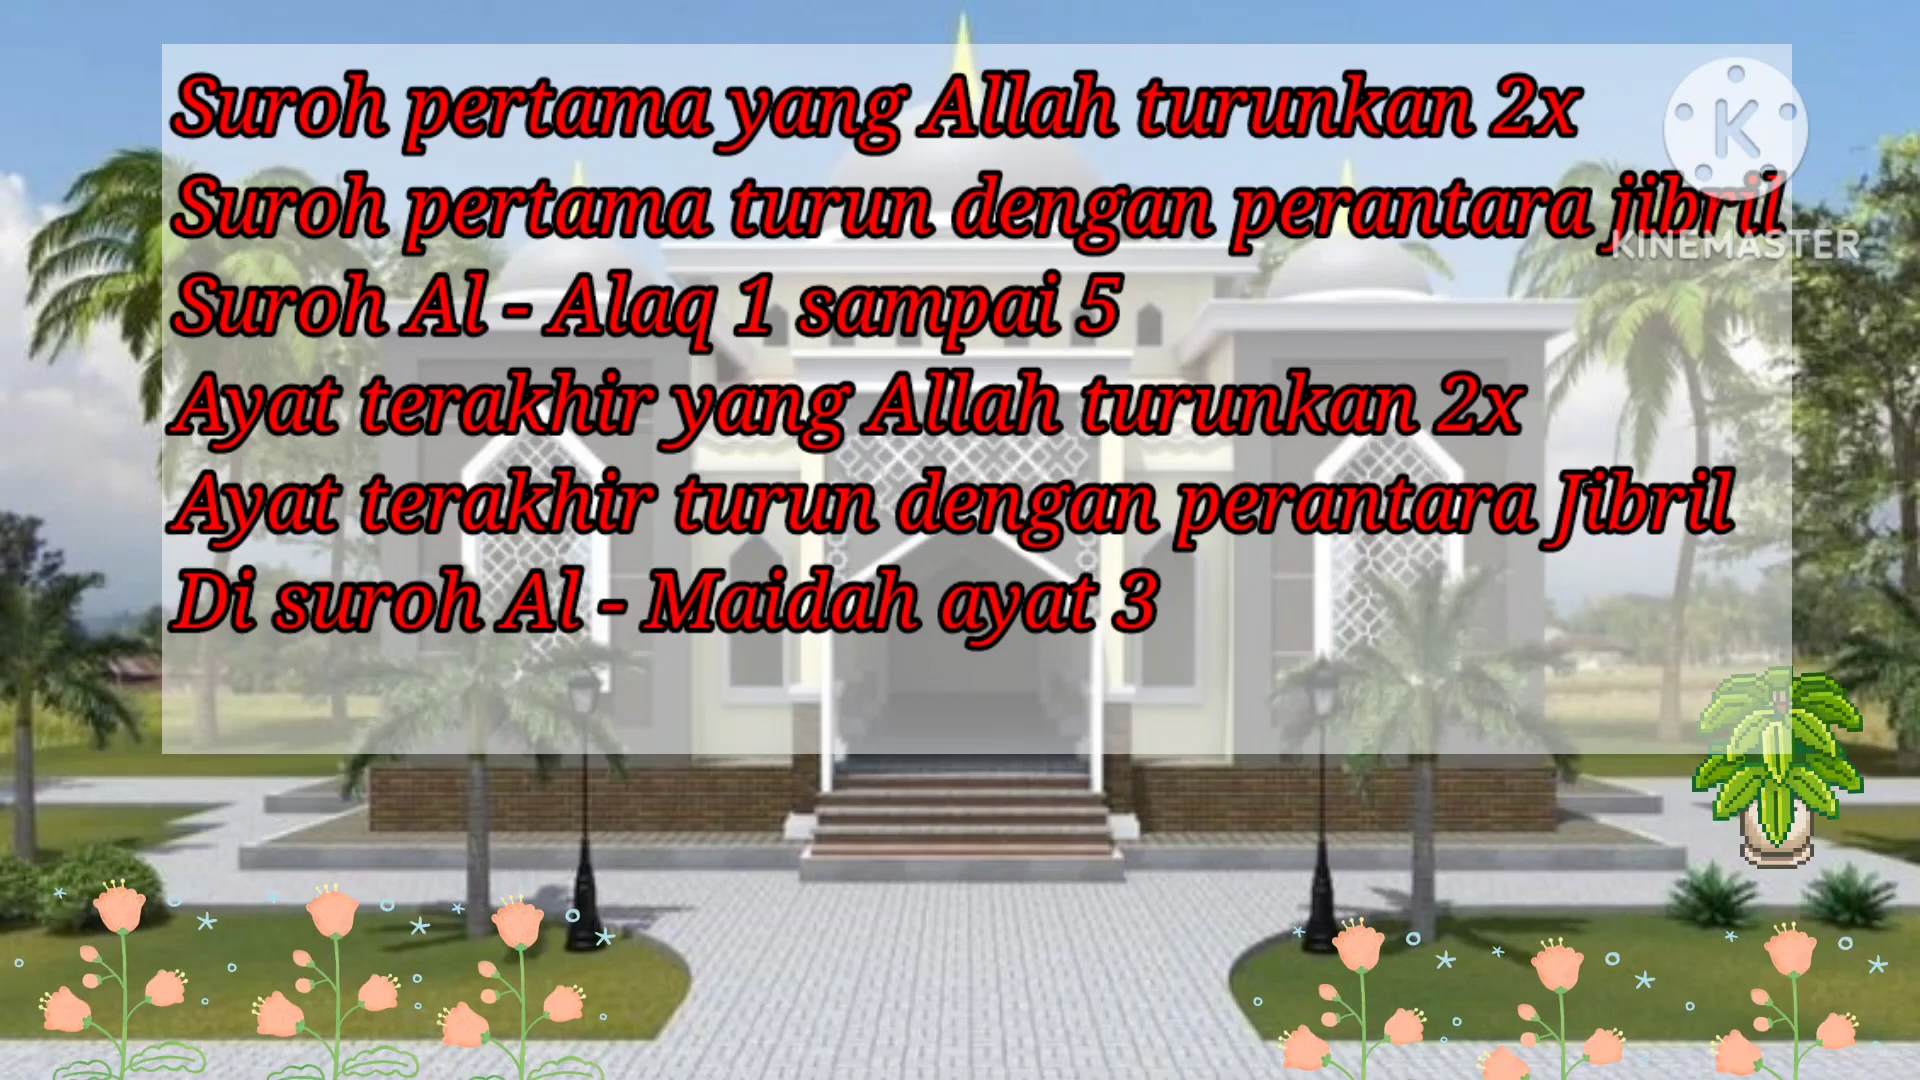 Suroh pertama yang Allah turunkan 2x
Suroh pertama turun dengan perantara jibril
Suroh Al - Alaq 1 sampai 5
Ayat terakhir yang Allah turunkan 2x
Ayat terakhir turun dengan perantara Jibril
Di suroh Al - Maidah ayat 3
K
KINEMASTER